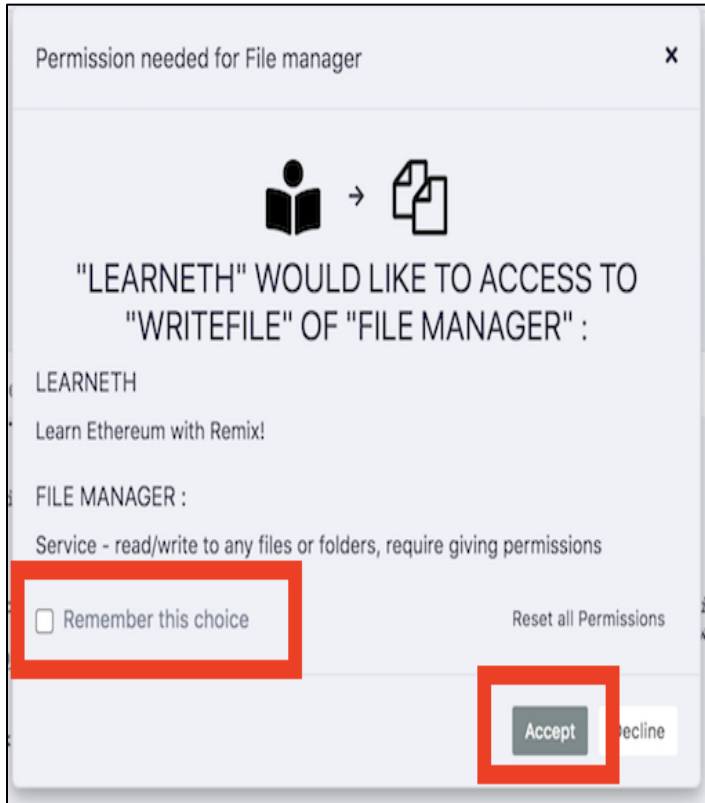 Permission needed for File manager x
"LEARNETH" WOULD LIKE TO ACCESS TO
"WRITEFILE" OF "FILE MANAGER" :
LEARNETH
Learn Ethereum with Remix!
FILE MANAGER :
Service - read/write to any files or folders, require giving permissions
Remember this choice Reset all Permissions
Accept